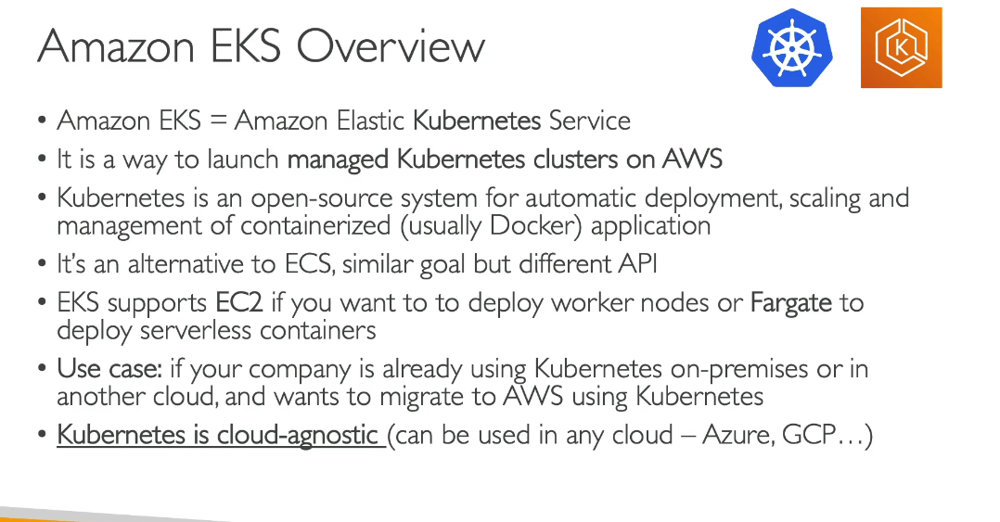 Amazon EKS Overview
K
• Amazon EKS = Amazon Elastic Kubernetes Service
• It is a way to launch managed Kubernetes clusters on AWS
• Kubernetes is an open-source system for automatic deployment, scaling and
management of containerized (usually Docker) application
• It's an alternative to ECS, similar goal but different API
• EKS supports EC2 if you want to to deploy worker nodes or Fargate to
deploy serverless containers
• Use case: if your company is already using Kubernetes on-premises or in
another cloud, and wants to migrate to AWS using Kubernetes
• Kubernetes is cloud-agnostic (can be used in any cloud – Azure, GCP…)